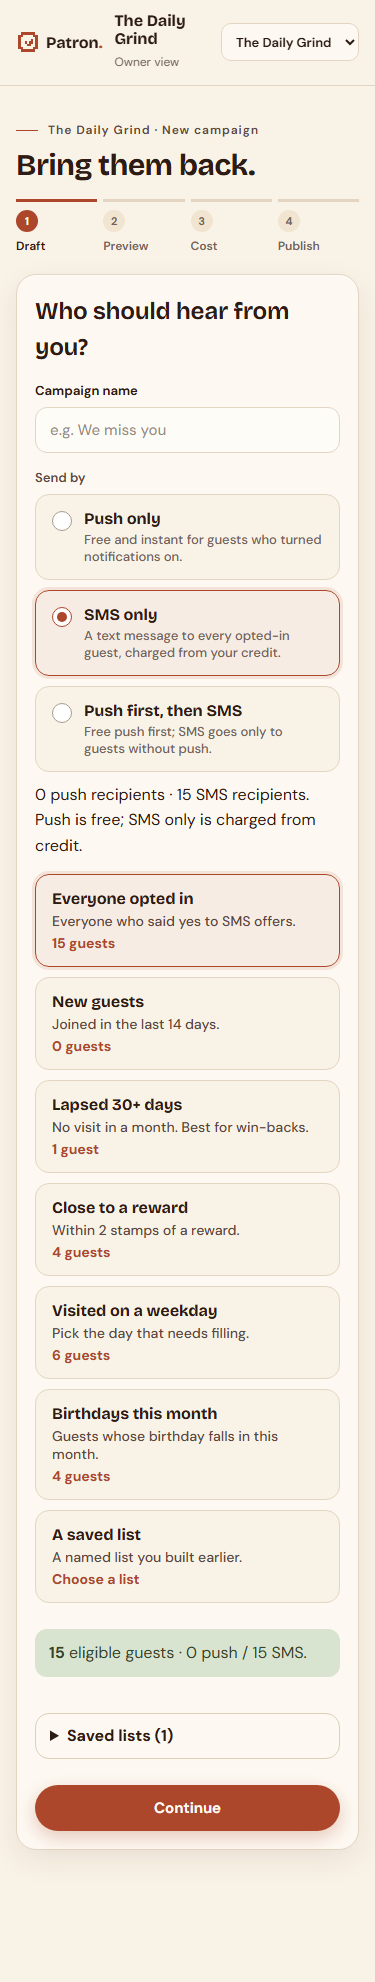 Patron.
The Daily
Grind
Owner view
The Daily Grind
The Daily Grind · New campaign
Bring them back.
1
2
3
4
Draft
Preview
Cost
Publish
Who should hear from
you?
Campaign name
e.g. We miss you
Send by
Push only
Free and instant for guests who turned
notifications on.
SMS only
A text message to every opted-in
guest, charged from your credit.
Push first, then SMS
Free push first; SMS goes only to
guests without push.
0 push recipients · 15 SMS recipients.
Push is free; SMS only is charged from
credit.
Everyone opted in
Everyone who said yes to SMS offers.
15 guests
New guests
Joined in the last 14 days.
0 guests
Lapsed 30+ days
No visit in a month. Best for win-backs.
1 guest
Close to a reward
Within 2 stamps of a reward.
4 guests
Visited on a weekday
Pick the day that needs filling.
6 guests
Birthdays this month
Guests whose birthday falls in this
month.
4 guests
A saved list
A named list you built earlier.
Choose a list
15 eligible guests · 0 push / 15 SMS.
Saved lists (1)
Continue